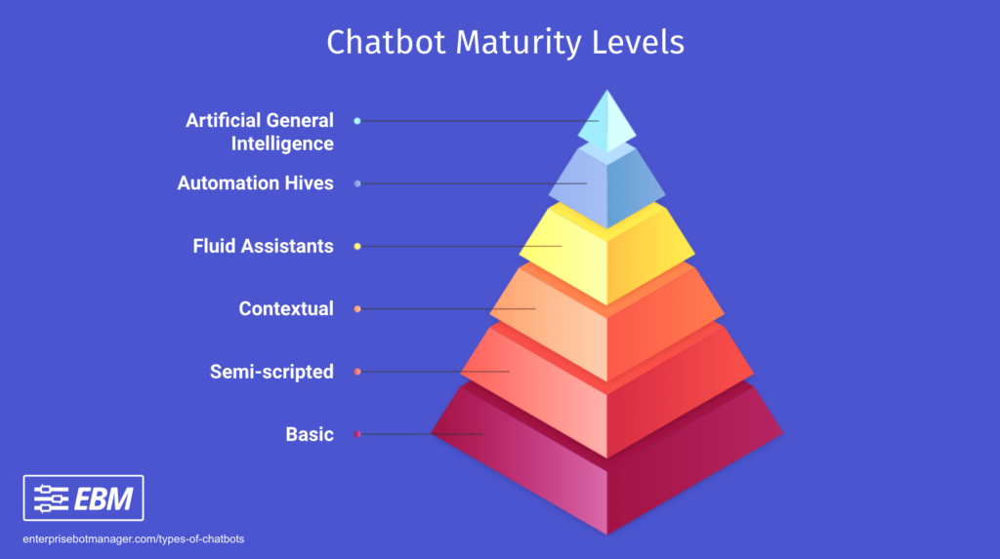 Chatbot Maturity Levels
Artificial General
Intelligence
Automation Hives
Fluid Assistants
Contextual
Semi-scripted
Basic
EBM
enterprisebotmanager.com/types-of-chatbots